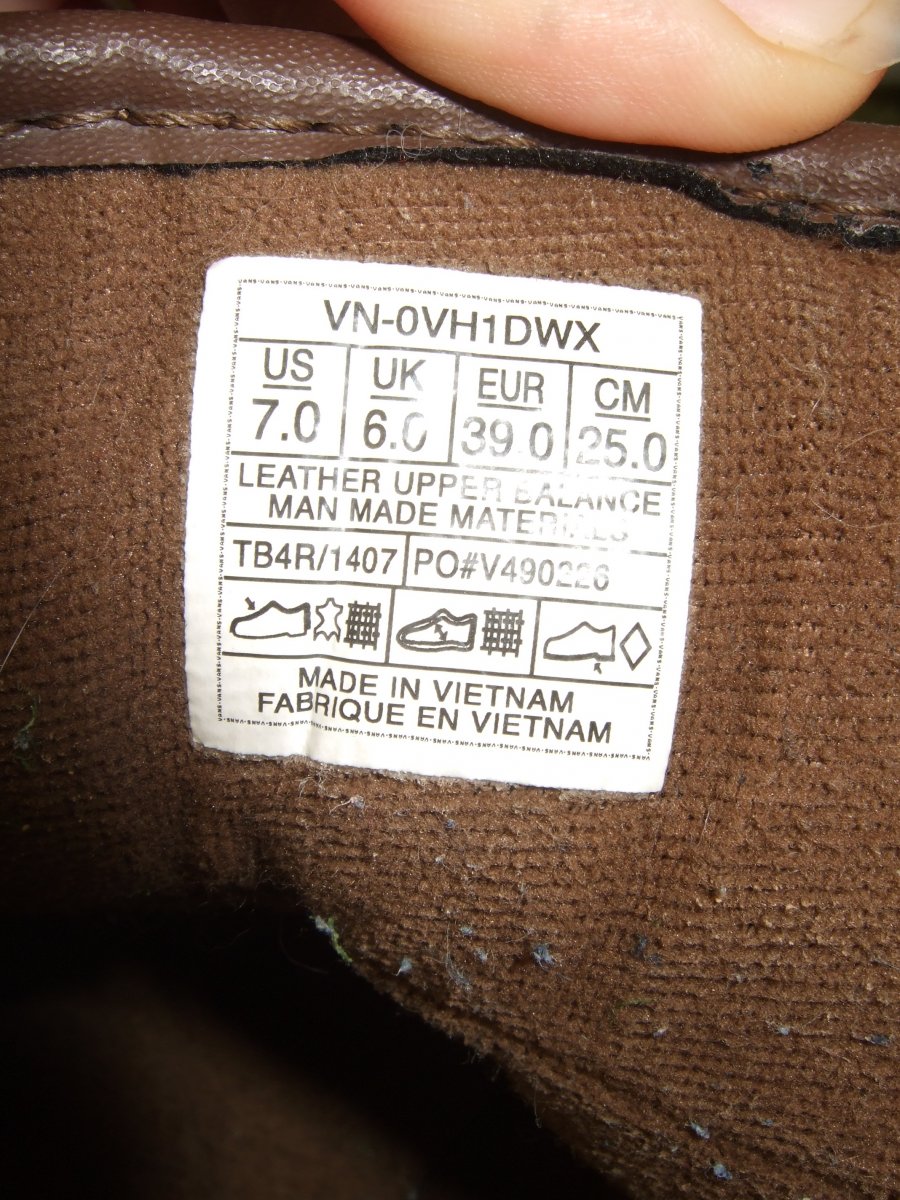 VN-0VH1DWX
US UK EUR CM
7.0 6.0 39.0 25.0
LEATHER UPPER BALANCE
MAN MADE MATERIALS
TB4R/1407 PO#V490226
MADE IN VIETNAM
FABRIQUE EN VIETNAM